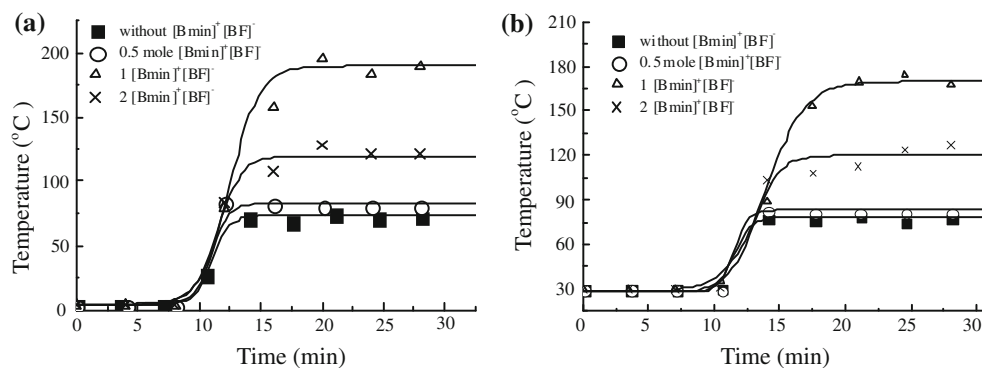 (a)
without [Bmin]⁺[BF]⁻
0.5 mole [Bmin]⁺[BF]⁻
1 [Bmin]⁺[BF]⁻
2 [Bmin]⁺[BF]⁻
200
150
100
50
0
Temperature (°C)
0 5 10 15 20 25 30
Time (min)
(b)
without [Bmin]⁺[BF]⁻
0.5 mole [Bmin]⁺[BF]⁻
1 [Bmin]⁺[BF]⁻
2 [Bmin]⁺[BF]⁻
210
180
150
120
90
60
30
Temperature (°C)
0 5 10 15 20 25 30
Time (min)